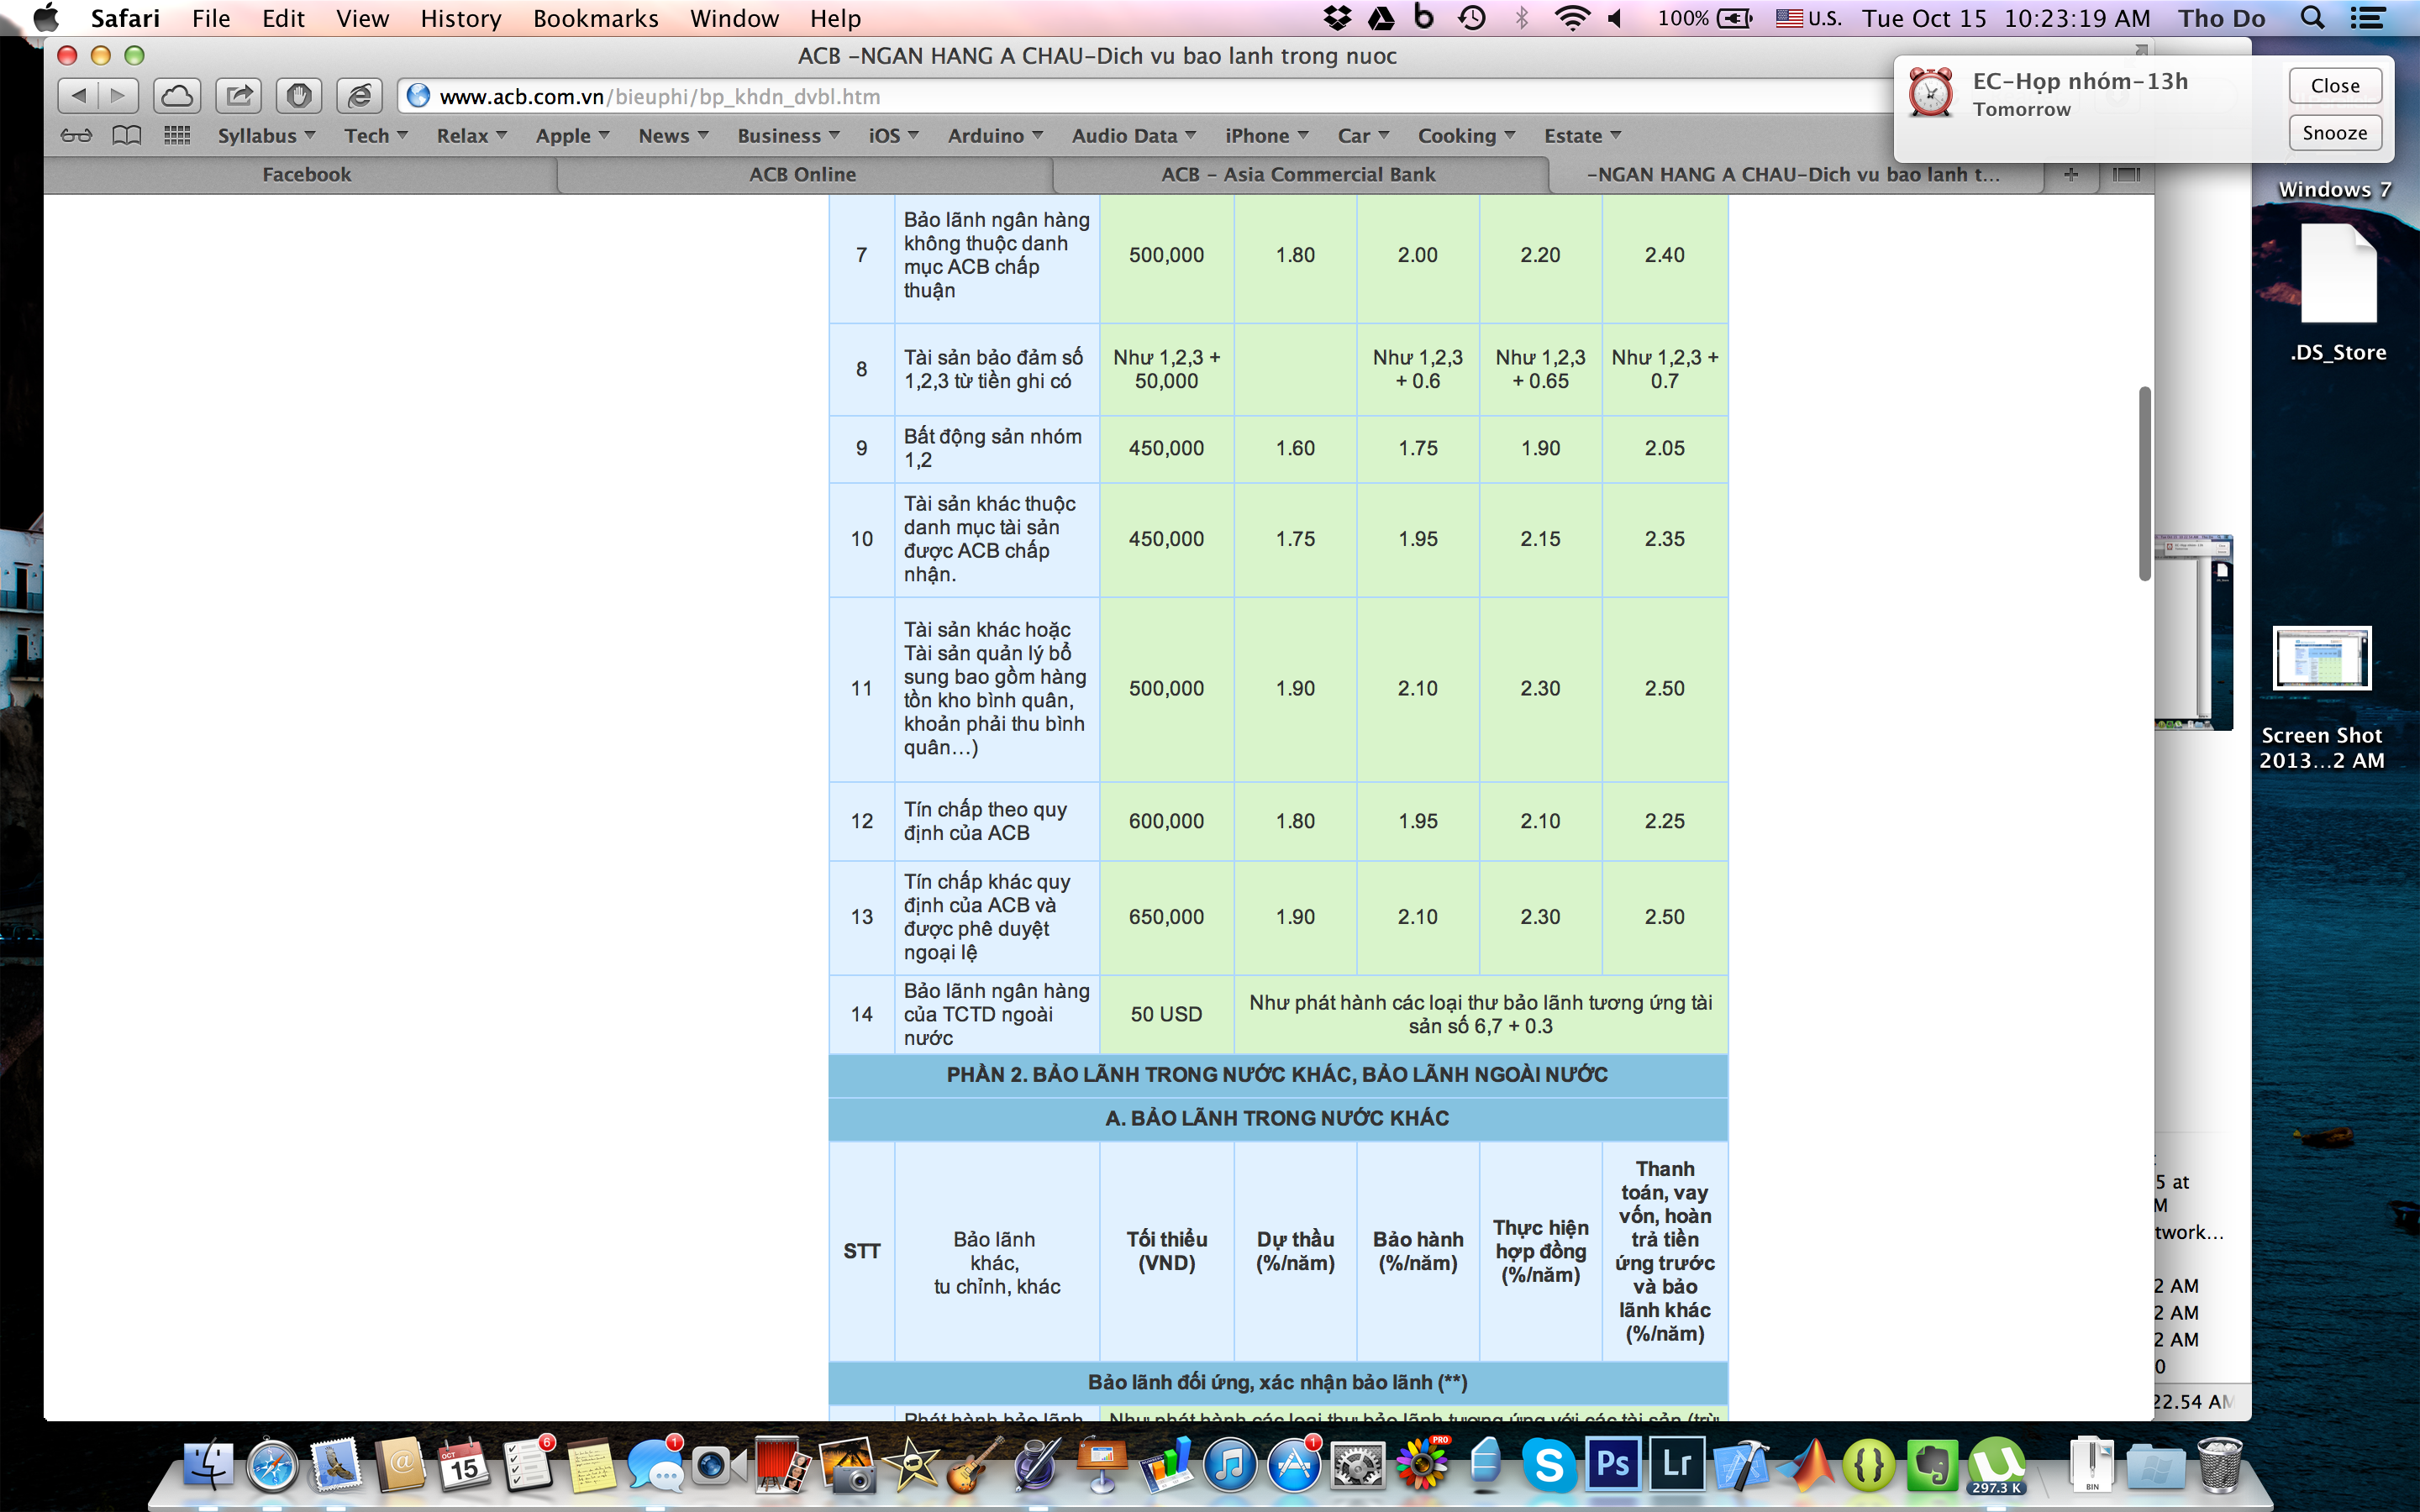 Safari File Edit View History Bookmarks Window Help 100% U.S. Tue Oct 15 10:23:19 AM Tho Do
ACB -NGAN HANG A CHAU-Dich vu bao lanh trong nuoc
www.acb.com.vn/bieuphi/bp_khdn_dvbl.htm
EC-Họp nhóm-13h
Tomorrow
Close
Snooze
Syllabus Tech Relax Apple News Business iOS Arduino Audio Data iPhone Car Cooking Estate
Facebook ACB Online ACB - Asia Commercial Bank -NGAN HANG A CHAU-Dich vu bao lanh t...
Windows 7
.DS_Store
Screen Shot
2013...2 AM
7
Bảo lãnh ngân hàng
không thuộc danh
mục ACB chấp
thuận
500,000 1.80 2.00 2.20 2.40
8
Tài sản bảo đảm số
1,2,3 từ tiền ghi có
Như 1,2,3 +
50,000
Như 1,2,3
+ 0.6
Như 1,2,3
+ 0.65
Như 1,2,3 +
0.7
9
Bất động sản nhóm
1,2
450,000 1.60 1.75 1.90 2.05
10
Tài sản khác thuộc
danh mục tài sản
được ACB chấp
nhận.
450,000 1.75 1.95 2.15 2.35
11
Tài sản khác hoặc
Tài sản quản lý bổ
sung bao gồm hàng
tồn kho bình quân,
khoản phải thu bình
quân…)
500,000 1.90 2.10 2.30 2.50
12
Tín chấp theo quy
định của ACB
600,000 1.80 1.95 2.10 2.25
13
Tín chấp khác quy
định của ACB và
được phê duyệt
ngoại lệ
650,000 1.90 2.10 2.30 2.50
14
Bảo lãnh ngân hàng
của TCTD ngoài
nước
50 USD
Như phát hành các loại thư bảo lãnh tương ứng tài
sản số 6,7 + 0.3
PHẦN 2. BẢO LÃNH TRONG NƯỚC KHÁC, BẢO LÃNH NGOÀI NƯỚC
A. BẢO LÃNH TRONG NƯỚC KHÁC
STT
Bảo lãnh
khác,
tu chỉnh, khác
Tối thiểu
(VND)
Dự thầu
(%/năm)
Bảo hành
(%/năm)
Thực hiện
hợp đồng
(%/năm)
Thanh
toán, vay
vốn, hoàn
trả tiền
ứng trước
và bảo
lãnh khác
(%/năm)
Bảo lãnh đối ứng, xác nhận bảo lãnh (**)
Phát hành bảo lãnh
Như phát hành các loại thư bảo lãnh tương ứng với các tài sản (trừ
5 at
M
twork...
2 AM
2 AM
2 AM
0
22.54 AM
OCT
15
6
1
1
PRO
Ps
Lr
297.3 K
BIN